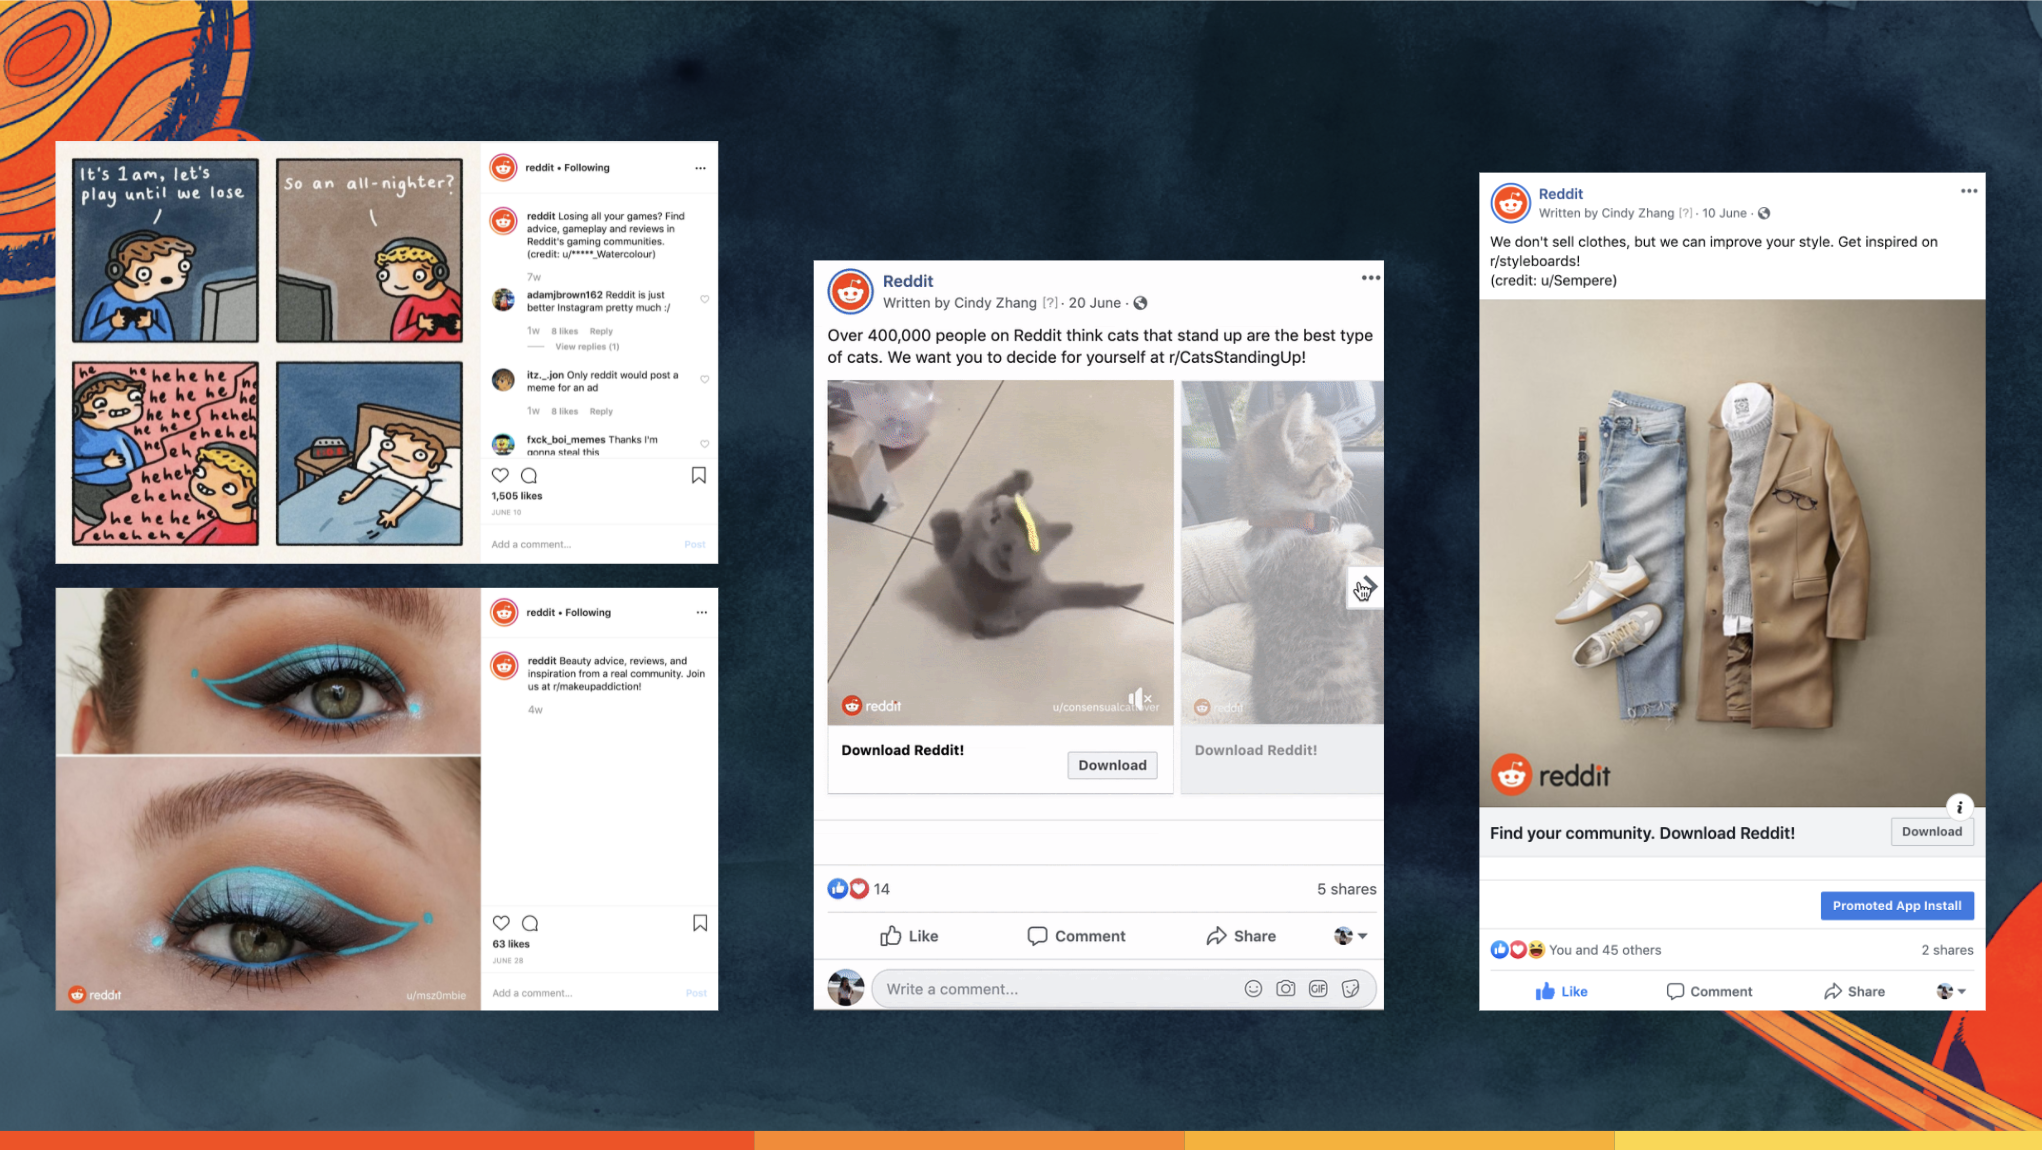 It's 1am, let's
play until we lose
So an all-nighter?
he he hehehe he
he he he he
he he heheh
he he eheheh
he eh
hehe
ehehe
hehehehe
ehehehe
reddit • Following
reddit Losing all your games? Find
advice, gameplay and reviews in
Reddit's gaming communities.
(credit: u/*****_Watercolour)
7w
adamjbrown162 Reddit is just
better Instagram pretty much :/
1w 8 likes Reply
View replies (1)
itz._.jon Only reddit would post a
meme for an ad
1w 8 likes Reply
fxck_boi_memes Thanks I'm
gonna steal this
1,505 likes
JUNE 10
Add a comment...
Post
reddit
u/msz0mbie
reddit • Following
reddit Beauty advice, reviews, and
inspiration from a real community. Join
us at r/makeupaddiction!
4w
63 likes
JUNE 28
Add a comment...
Post
Reddit
Written by Cindy Zhang [?] · 20 June ·
Over 400,000 people on Reddit think cats that stand up are the best type
of cats. We want you to decide for yourself at r/CatsStandingUp!
reddit
u/consensualcatlover
reddit
Download Reddit!
Download
Download Reddit!
14
5 shares
Like
Comment
Share
Write a comment...
GIF
Reddit
Written by Cindy Zhang [?] · 10 June ·
We don't sell clothes, but we can improve your style. Get inspired on
r/styleboards!
(credit: u/Sempere)
reddit
i
Find your community. Download Reddit!
Download
Promoted App Install
You and 45 others
2 shares
Like
Comment
Share